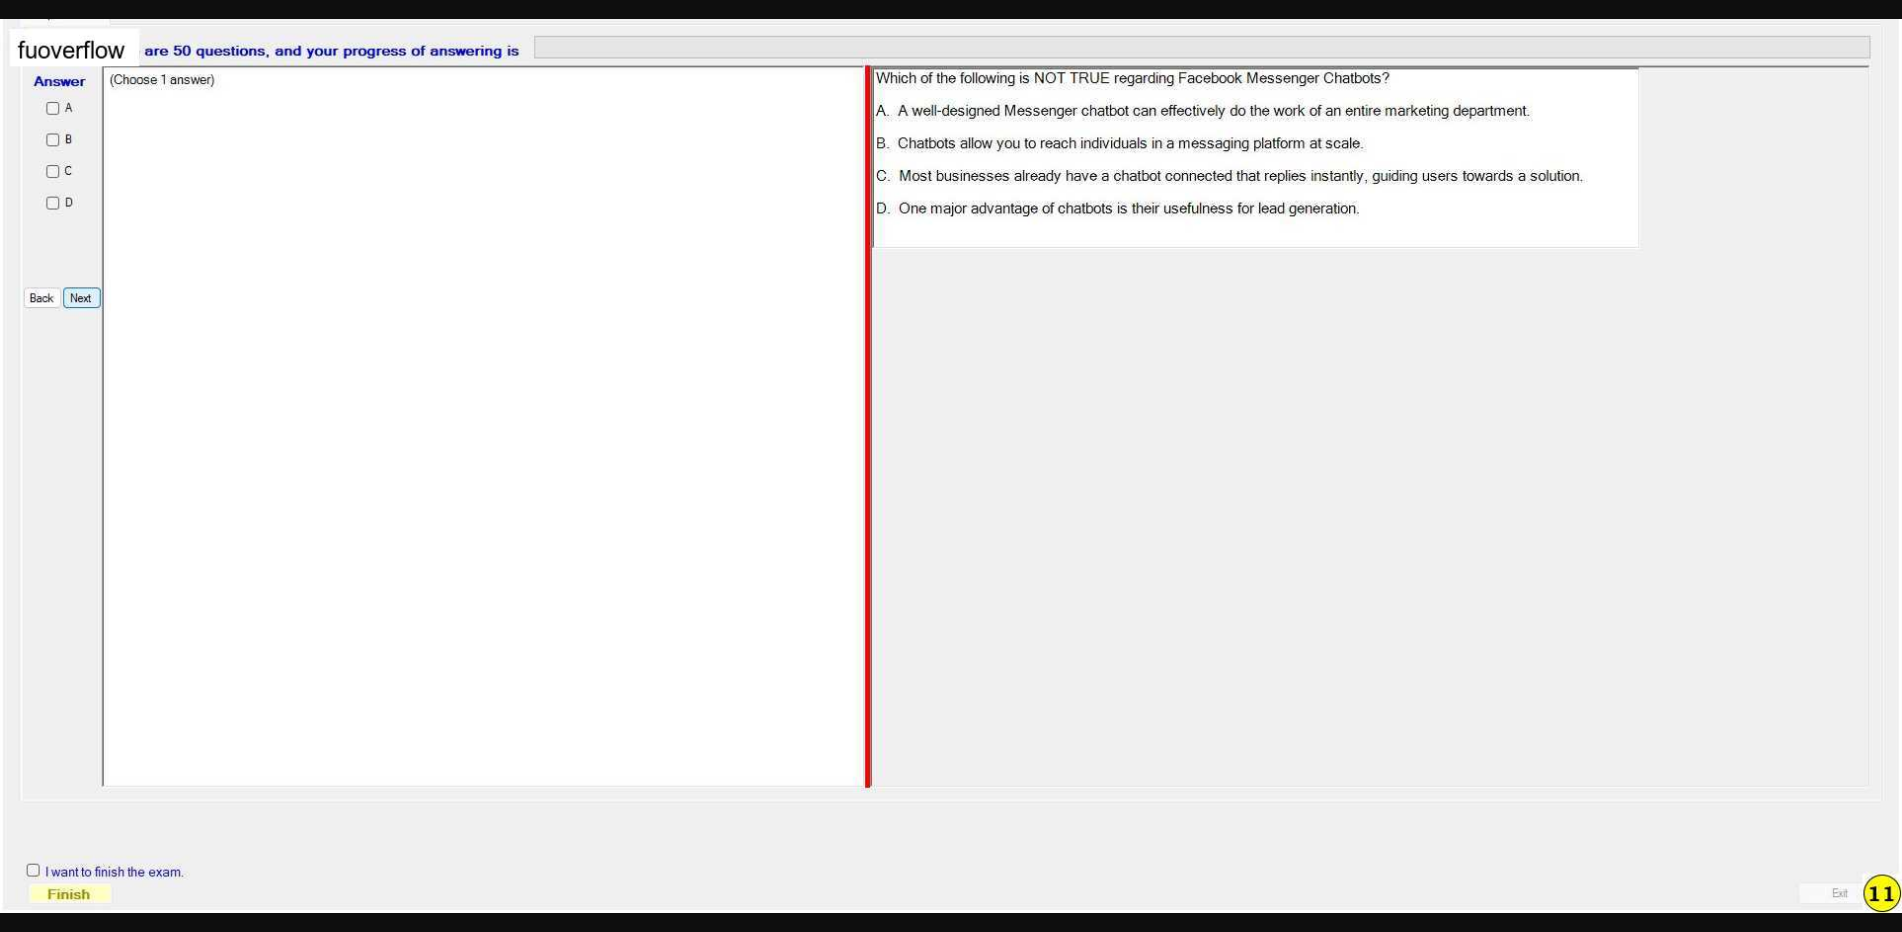 fuoverflow are 50 questions, and your progress of answering is
Answer
(Choose 1 answer)
A
B
C
D
Back Next
Which of the following is NOT TRUE regarding Facebook Messenger Chatbots?
A. A well-designed Messenger chatbot can effectively do the work of an entire marketing department.
B. Chatbots allow you to reach individuals in a messaging platform at scale.
C. Most businesses already have a chatbot connected that replies instantly, guiding users towards a solution.
D. One major advantage of chatbots is their usefulness for lead generation.
I want to finish the exam.
Finish
Exit
11